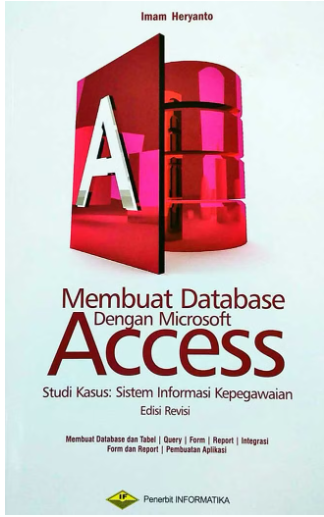 Imam Heryanto
A
Membuat Database
Dengan Microsoft
Access
Studi Kasus: Sistem Informasi Kepegawaian
Edisi Revisi
Membuat Database dan Tabel | Query | Form | Report | Integrasi
Form dan Report | Pembuatan Aplikasi
IF
Penerbit INFORMATIKA